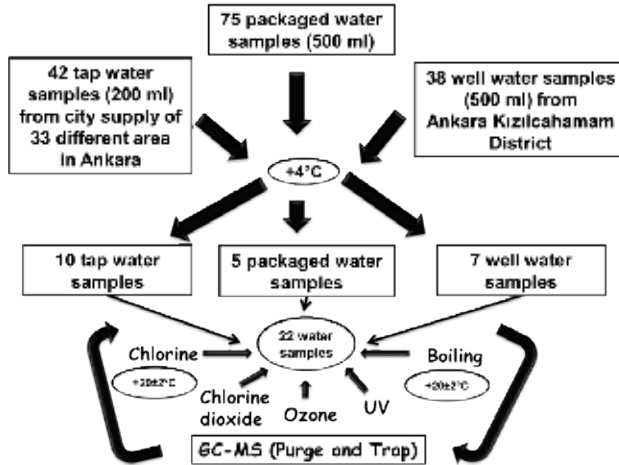 75 packaged water
samples (500 ml)
42 tap water
samples (200 ml)
from city supply of
33 different area
in Ankara
38 well water samples
(500 ml) from
Ankara Kızılcahamam
District
+4°C
10 tap water
samples
5 packaged water
samples
7 well water
samples
22 water
samples
Chlorine
+20±2°C
Chlorine
dioxide
Ozone
UV
Boiling
+20±2°C
GC-MS (Purge and Trap)